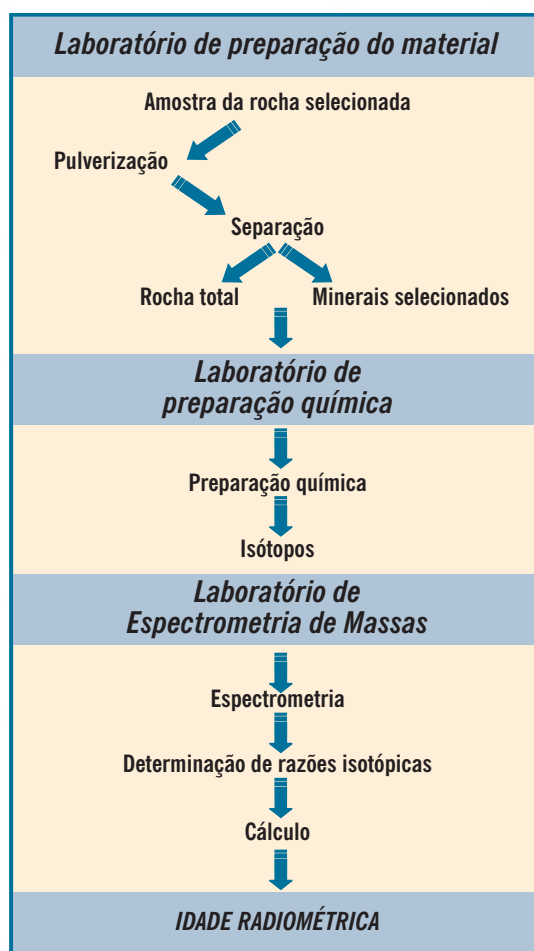 Laboratório de preparação do material
Amostra da rocha selecionada
Pulverização
Separação
Rocha total
Minerais selecionados
Laboratório de
preparação química
Preparação química
Isótopos
Laboratório de
Espectrometria de Massas
Espectrometria
Determinação de razões isotópicas
Cálculo
IDADE RADIOMÉTRICA